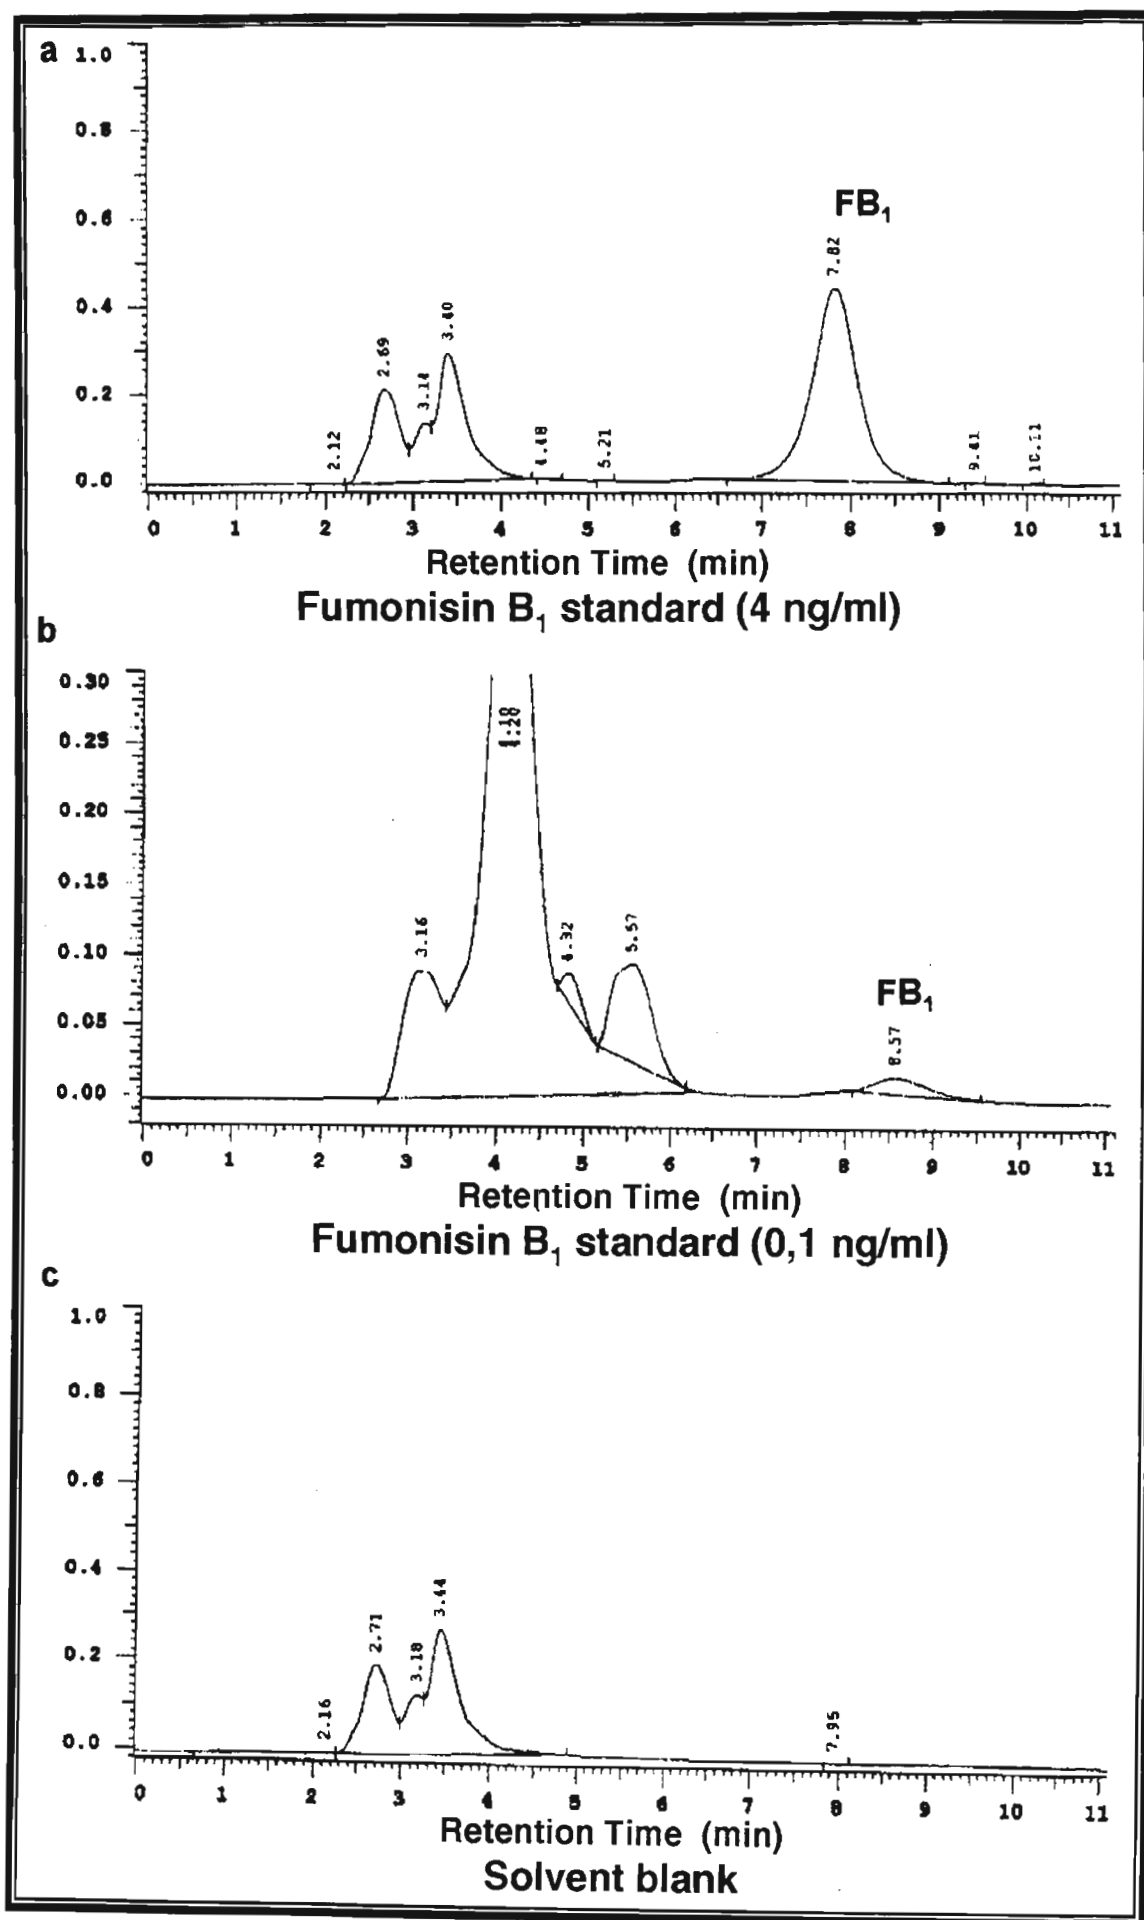 a
1.0
0.8
0.6
0.4
0.2
0.0
2.12
2.69
3.14
3.40
4.48
5.21
FB₁
7.82
9.41
0 1 2 3 4 5 6 7 8 9 10 11
Retention Time (min)
Fumonisin B₁ standard (4 ng/ml)
b
0.30
0.25
0.20
0.15
0.10
0.05
0.00
3.16
5.57
FB₁
8.57
0 1 2 3 4 5 6 7 8 9 10 11
Retention Time (min)
Fumonisin B₁ standard (0,1 ng/ml)
c
1.0
0.8
0.6
0.4
0.2
0.0
2.16
2.71
3.18
3.44
7.95
0 1 2 3 4 5 6 7 8 9 10 11
Retention Time (min)
Solvent blank